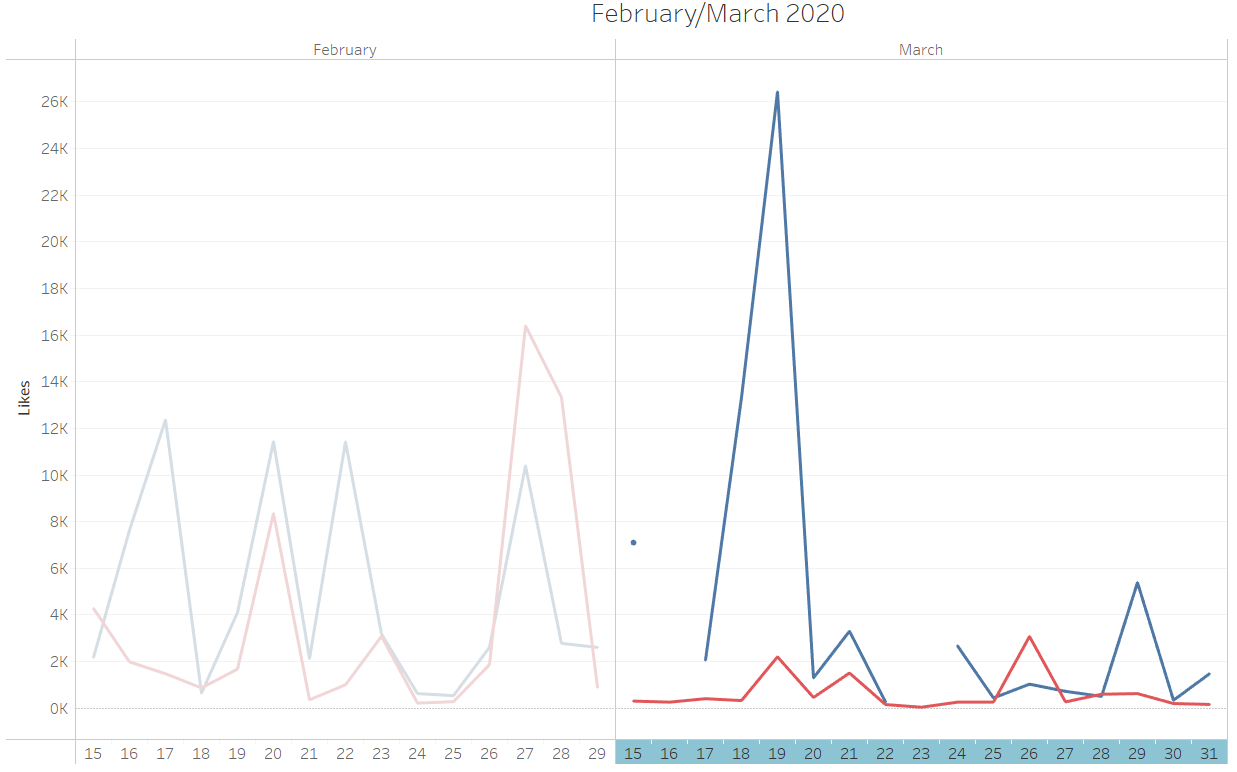 February/March 2020
February March
26K
24K
22K
20K
18K
16K
14K
12K
10K
8K
6K
4K
2K
0K
Likes
15 16 17 18 19 20 21 22 23 24 25 26 27 28 29 15 16 17 18 19 20 21 22 23 24 25 26 27 28 29 30 31